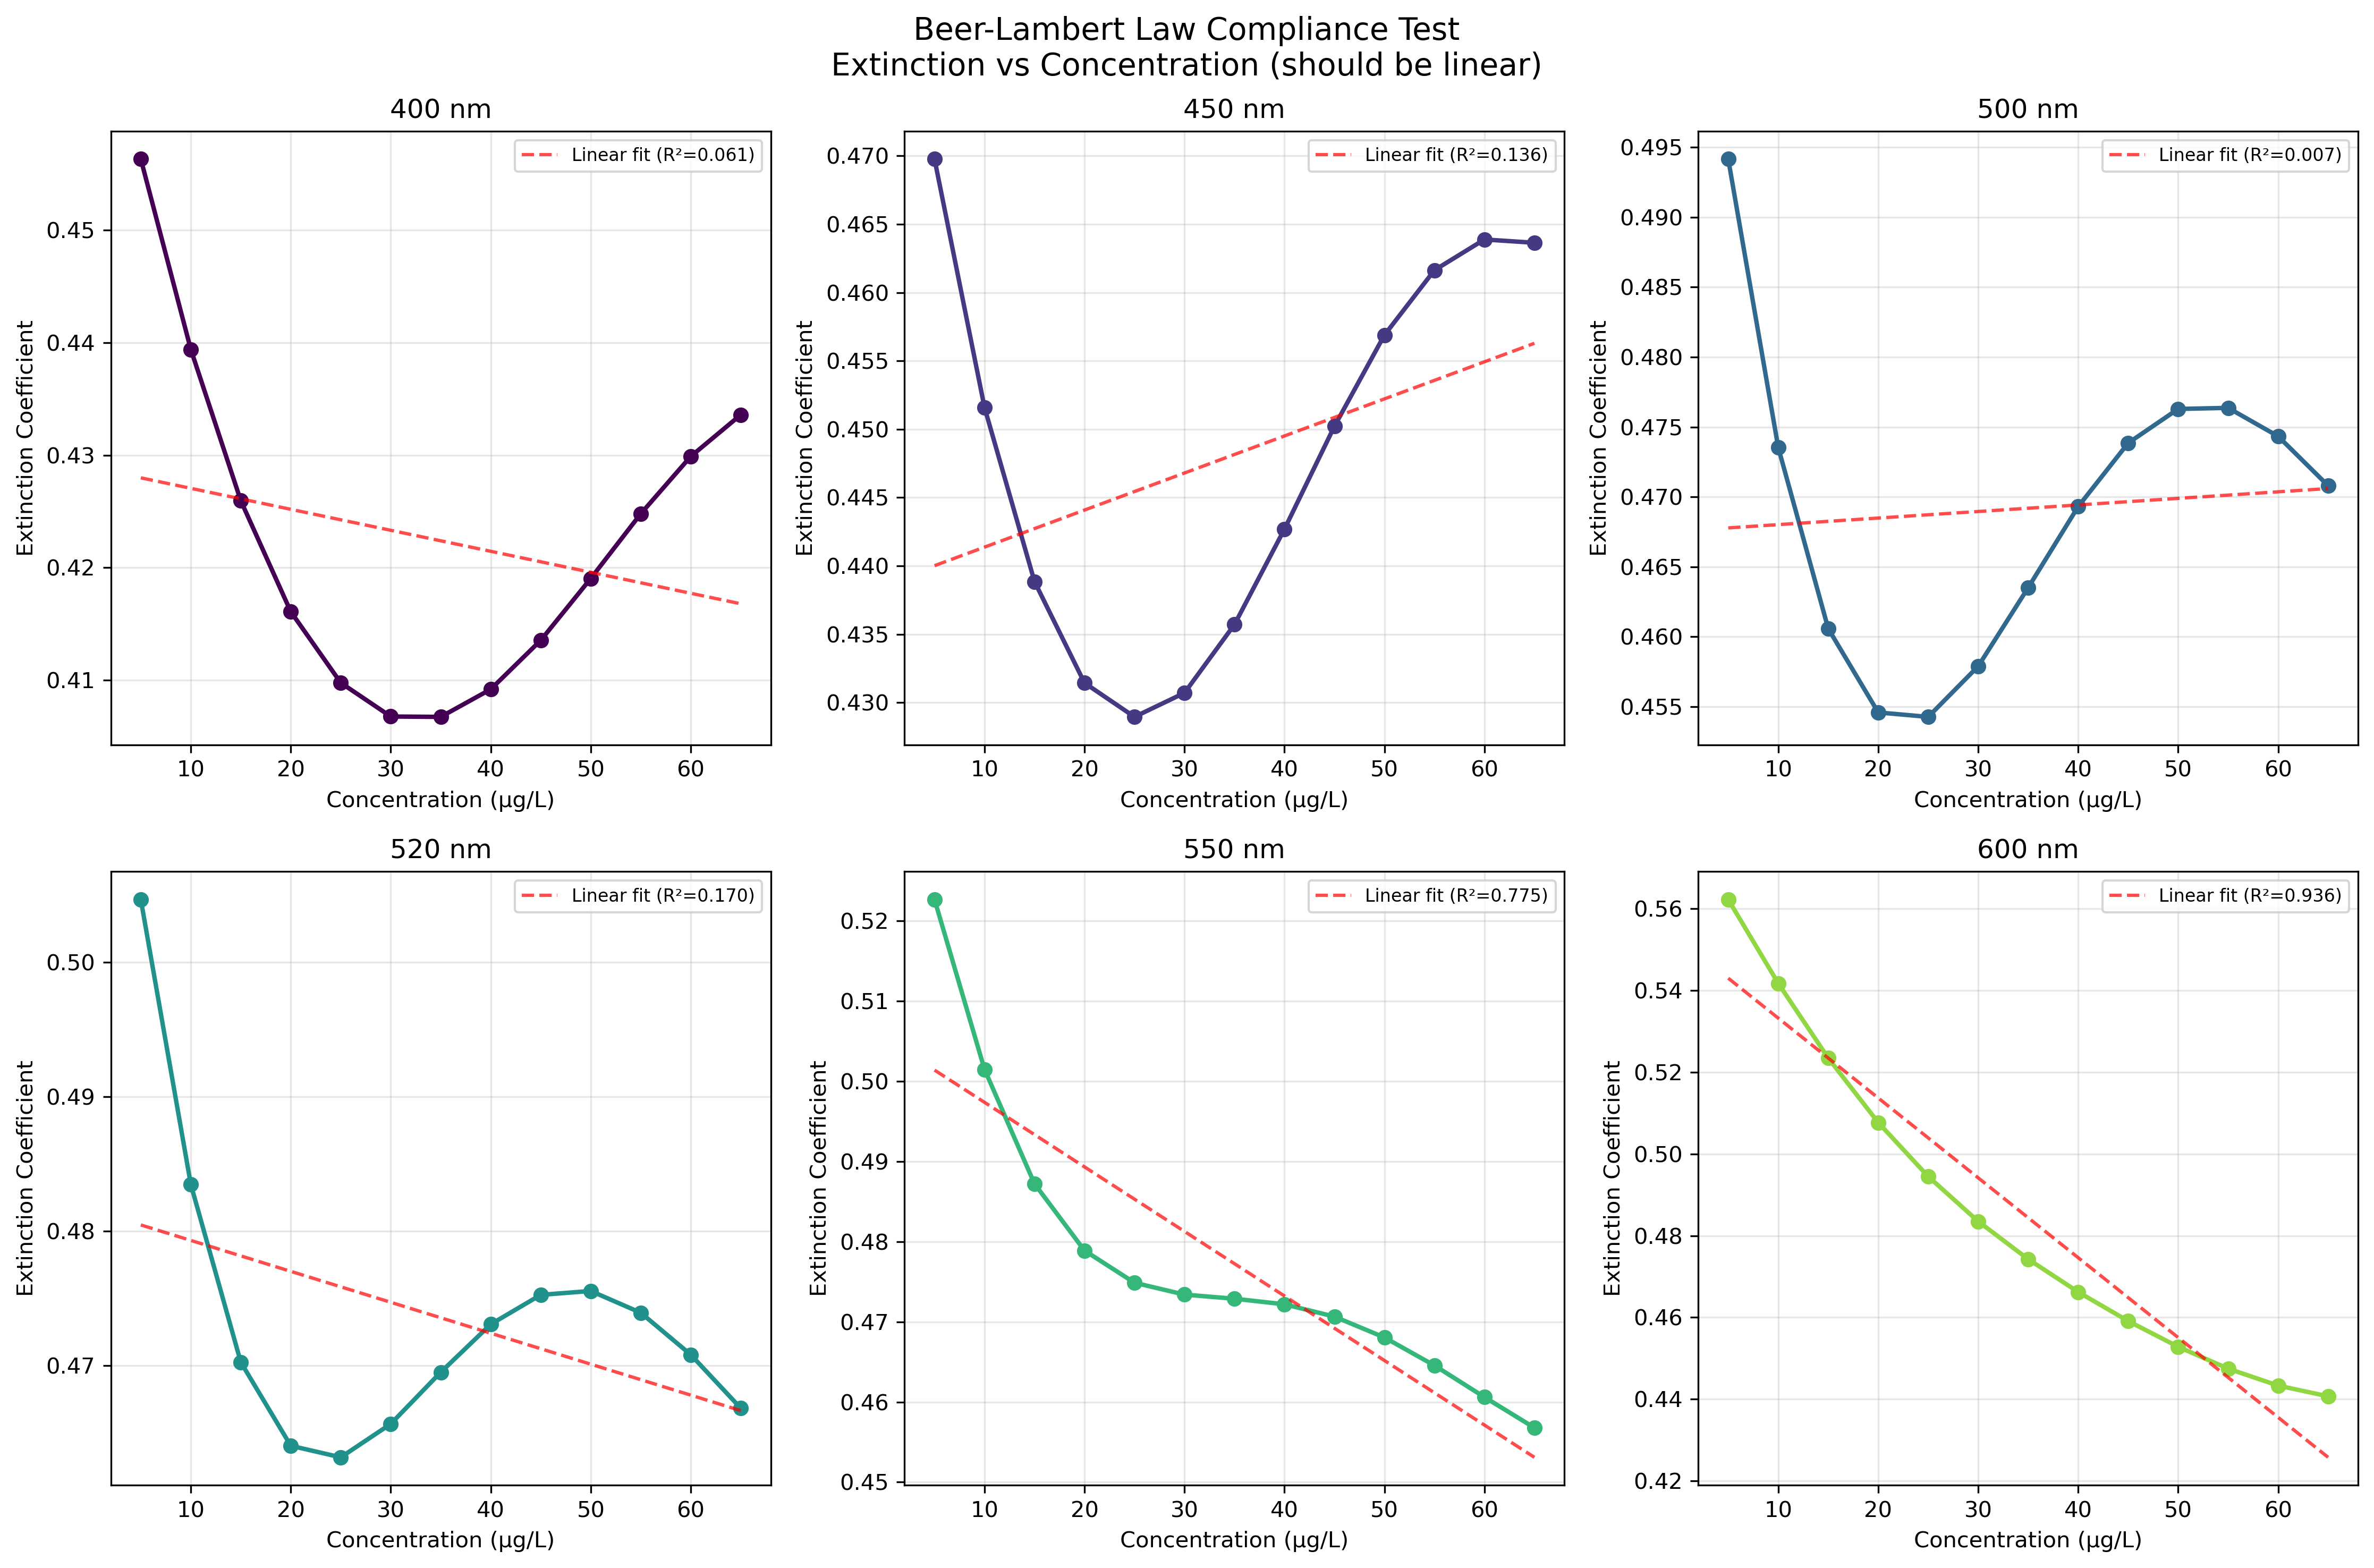 Beer-Lambert Law Compliance Test
Extinction vs Concentration (should be linear)
400 nm
Linear fit (R²=0.061)
0.45
0.44
0.43
0.42
0.41
Extinction Coefficient
10 20 30 40 50 60
Concentration (µg/L)
450 nm
Linear fit (R²=0.136)
0.470
0.465
0.460
0.455
0.450
0.445
0.440
0.435
0.430
Extinction Coefficient
10 20 30 40 50 60
Concentration (µg/L)
500 nm
Linear fit (R²=0.007)
0.495
0.490
0.485
0.480
0.475
0.470
0.465
0.460
0.455
Extinction Coefficient
10 20 30 40 50 60
Concentration (µg/L)
520 nm
Linear fit (R²=0.170)
0.50
0.49
0.48
0.47
Extinction Coefficient
10 20 30 40 50 60
Concentration (µg/L)
550 nm
Linear fit (R²=0.775)
0.52
0.51
0.50
0.49
0.48
0.47
0.46
0.45
Extinction Coefficient
10 20 30 40 50 60
Concentration (µg/L)
600 nm
Linear fit (R²=0.936)
0.56
0.54
0.52
0.50
0.48
0.46
0.44
0.42
Extinction Coefficient
10 20 30 40 50 60
Concentration (µg/L)